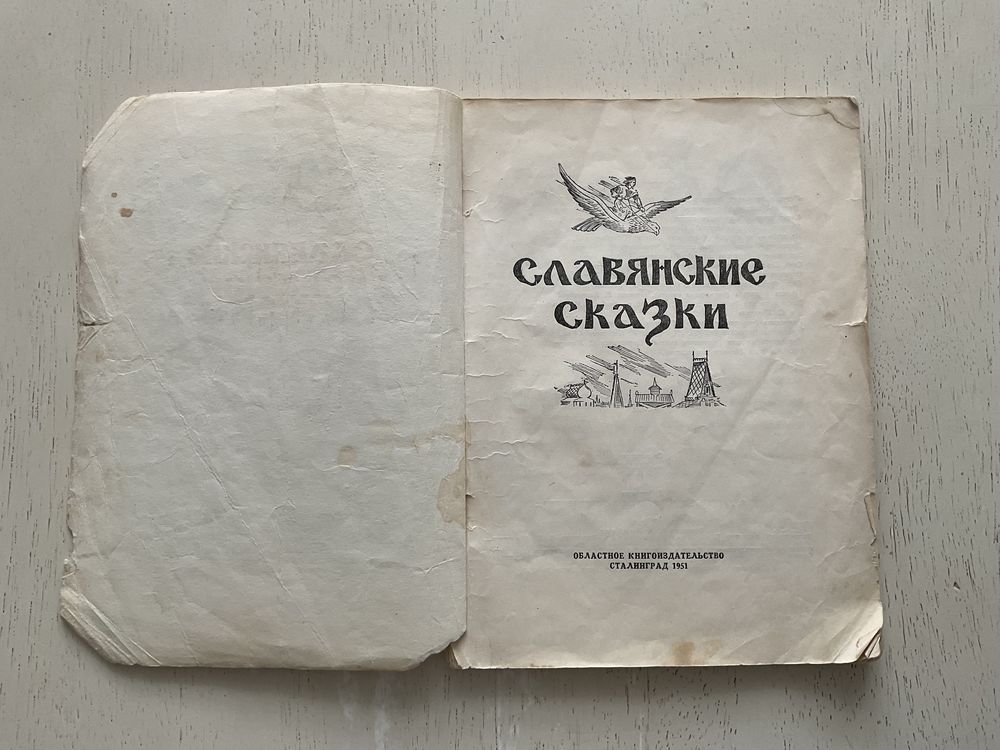 Славянские
сказки
ОБЛАСТНОЕ КНИГОИЗДАТЕЛЬСТВО
СТАЛИНГРАД 1951